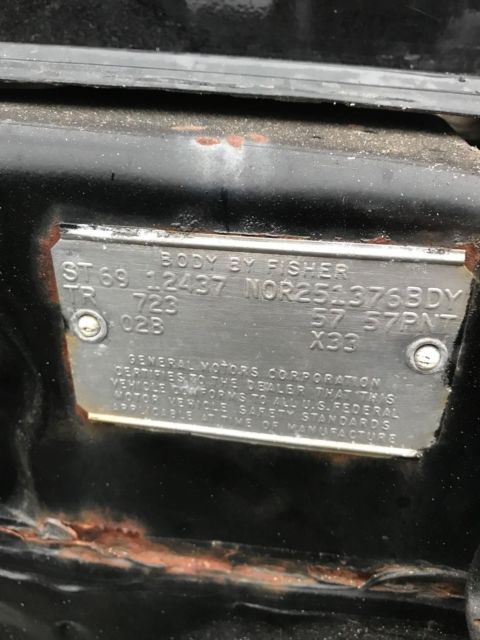 BODY BY FISHER
ST 69 12437 NOR251376BDY
TR 723 57 57PNT
02B X33
GENERAL MOTORS CORPORATION
CERTIFIES TO THE DEALER THAT THIS
VEHICLE CONFORMS TO ALL U.S. FEDERAL
MOTOR VEHICLE SAFETY STANDARDS
APPLICABLE AT TIME OF MANUFACTURE